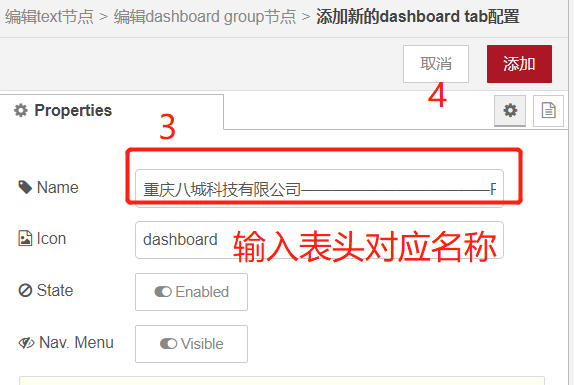 编辑text节点 > 编辑dashboard group节点 > 添加新的dashboard tab配置
取消
添加
4
Properties
3
Name
重庆八城科技有限公司————————————F
Icon
dashboard
输入表头对应名称
State
Enabled
Nav. Menu
Visible